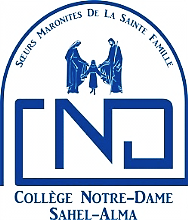 Sœurs Maronites De La Sainte Famille
CND
Collège Notre-Dame
Sahel-Alma